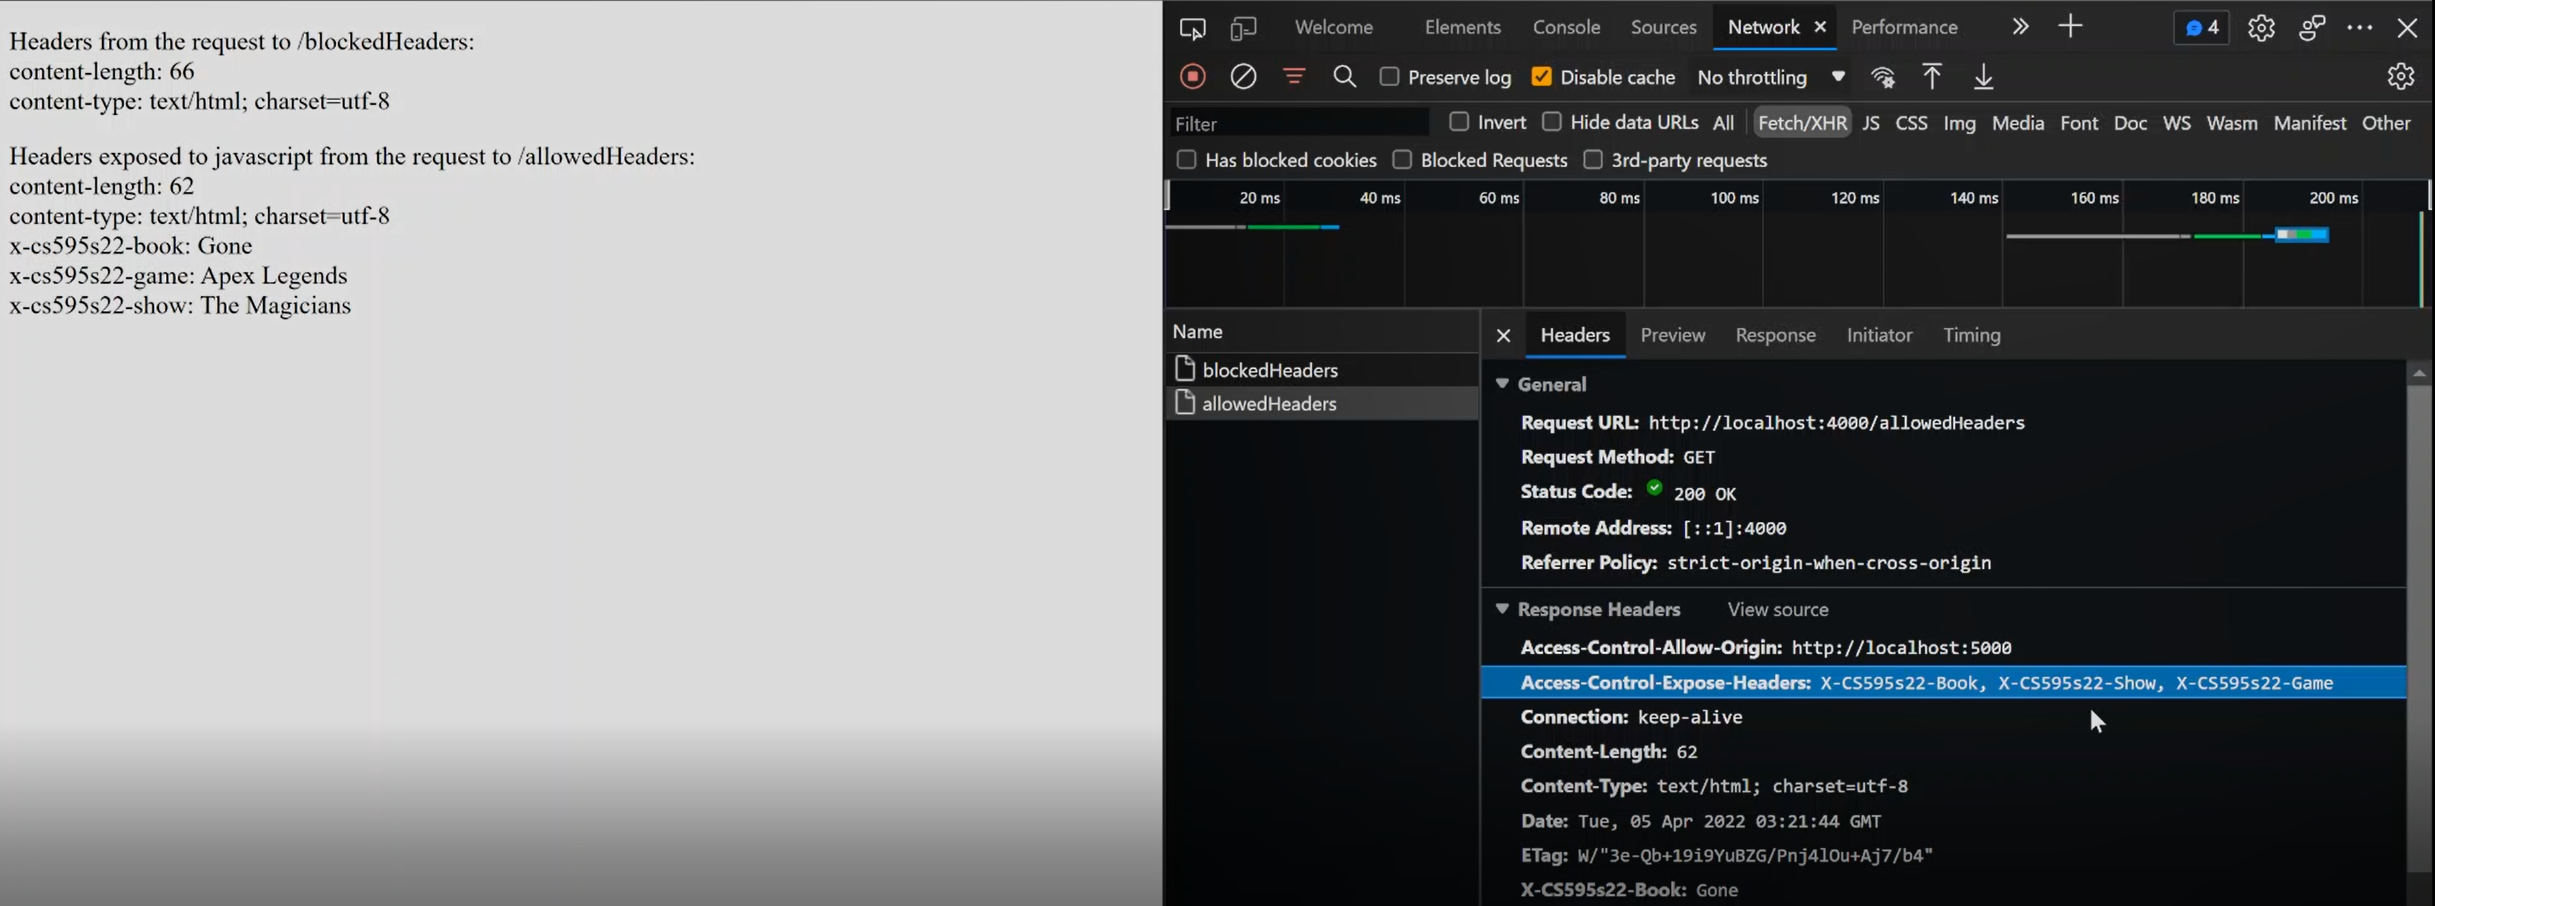 Headers from the request to /blockedHeaders:
content-length: 66
content-type: text/html; charset=utf-8
Headers exposed to javascript from the request to /allowedHeaders:
content-length: 62
content-type: text/html; charset=utf-8
x-cs595s22-book: Gone
x-cs595s22-game: Apex Legends
x-cs595s22-show: The Magicians
Welcome Elements Console Sources Network Performance 4
Preserve log Disable cache No throttling
Filter Invert Hide data URLs All Fetch/XHR JS CSS Img Media Font Doc WS Wasm Manifest Other
Has blocked cookies Blocked Requests 3rd-party requests
20 ms 40 ms 60 ms 80 ms 100 ms 120 ms 140 ms 160 ms 180 ms 200 ms
Name
blockedHeaders
allowedHeaders
Headers Preview Response Initiator Timing
General
Request URL: http://localhost:4000/allowedHeaders
Request Method: GET
Status Code: 200 OK
Remote Address: [::1]:4000
Referrer Policy: strict-origin-when-cross-origin
Response Headers View source
Access-Control-Allow-Origin: http://localhost:5000
Access-Control-Expose-Headers: X-CS595s22-Book, X-CS595s22-Show, X-CS595s22-Game
Connection: keep-alive
Content-Length: 62
Content-Type: text/html; charset=utf-8
Date: Tue, 05 Apr 2022 03:21:44 GMT
ETag: W/"3e-Qb+19i9YuBZG/Pnj4lOu+Aj7/b4"
X-CS595s22-Book: Gone